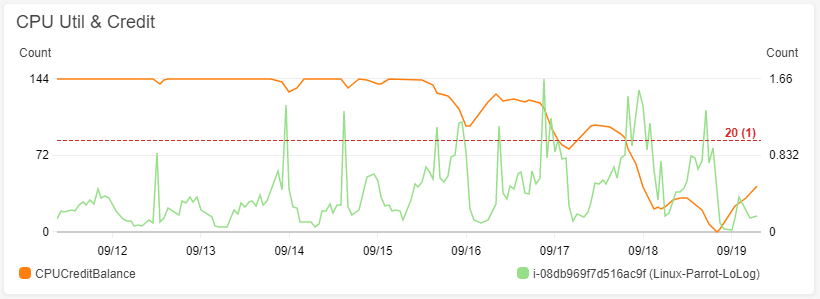 CPU Util & Credit
Count Count
144 1.66
20 (1)
72 0.832
0 0
09/12 09/13 09/14 09/15 09/16 09/17 09/18 09/19
CPUCreditBalance i-08db969f7d516ac9f (Linux-Parrot-LoLog)